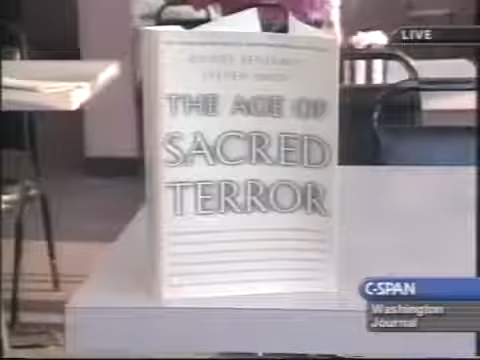 LIVE
THE AGE OF
SACRED
TERROR
C-SPAN
Washington
Journal